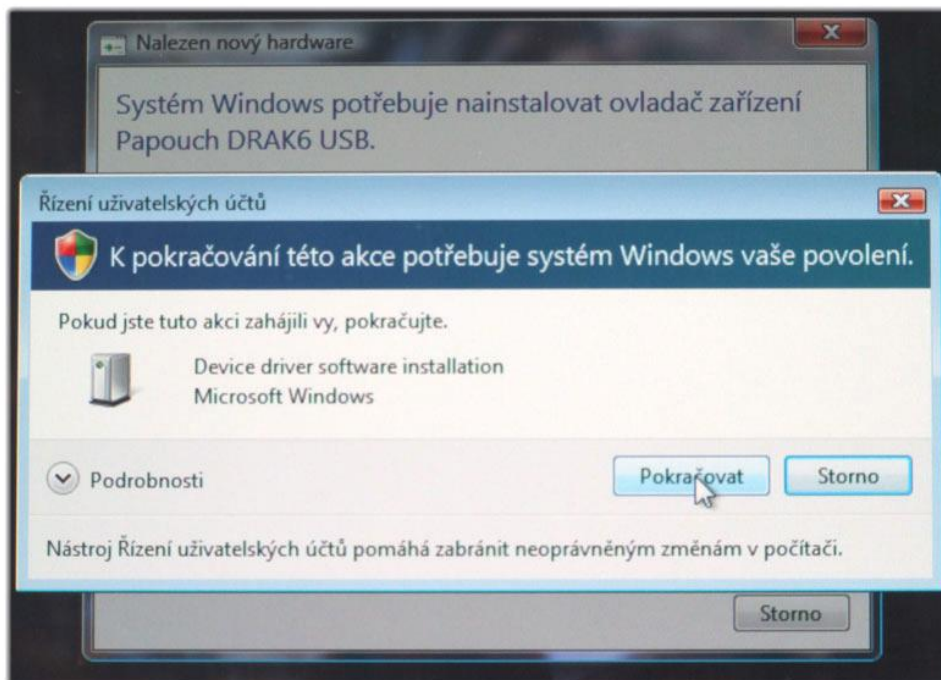 Nalezen nový hardware
Systém Windows potřebuje nainstalovat ovladač zařízení
Papouch DRAK6 USB.
Řízení uživatelských účtů
K pokračování této akce potřebuje systém Windows vaše povolení.
Pokud jste tuto akci zahájili vy, pokračujte.
Device driver software installation
Microsoft Windows
Podrobnosti
Pokračovat
Storno
Nástroj Řízení uživatelských účtů pomáhá zabránit neoprávněným změnám v počítači.
Storno